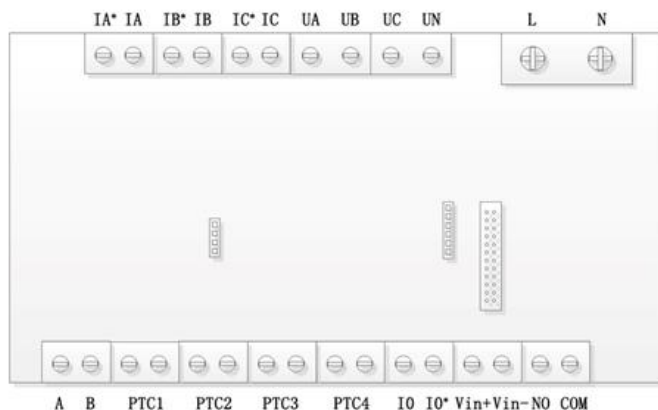 IA* IA IB* IB IC* IC UA UB UC UN L N
A B PTC1 PTC2 PTC3 PTC4 I0 I0* Vin+ Vin- NO COM